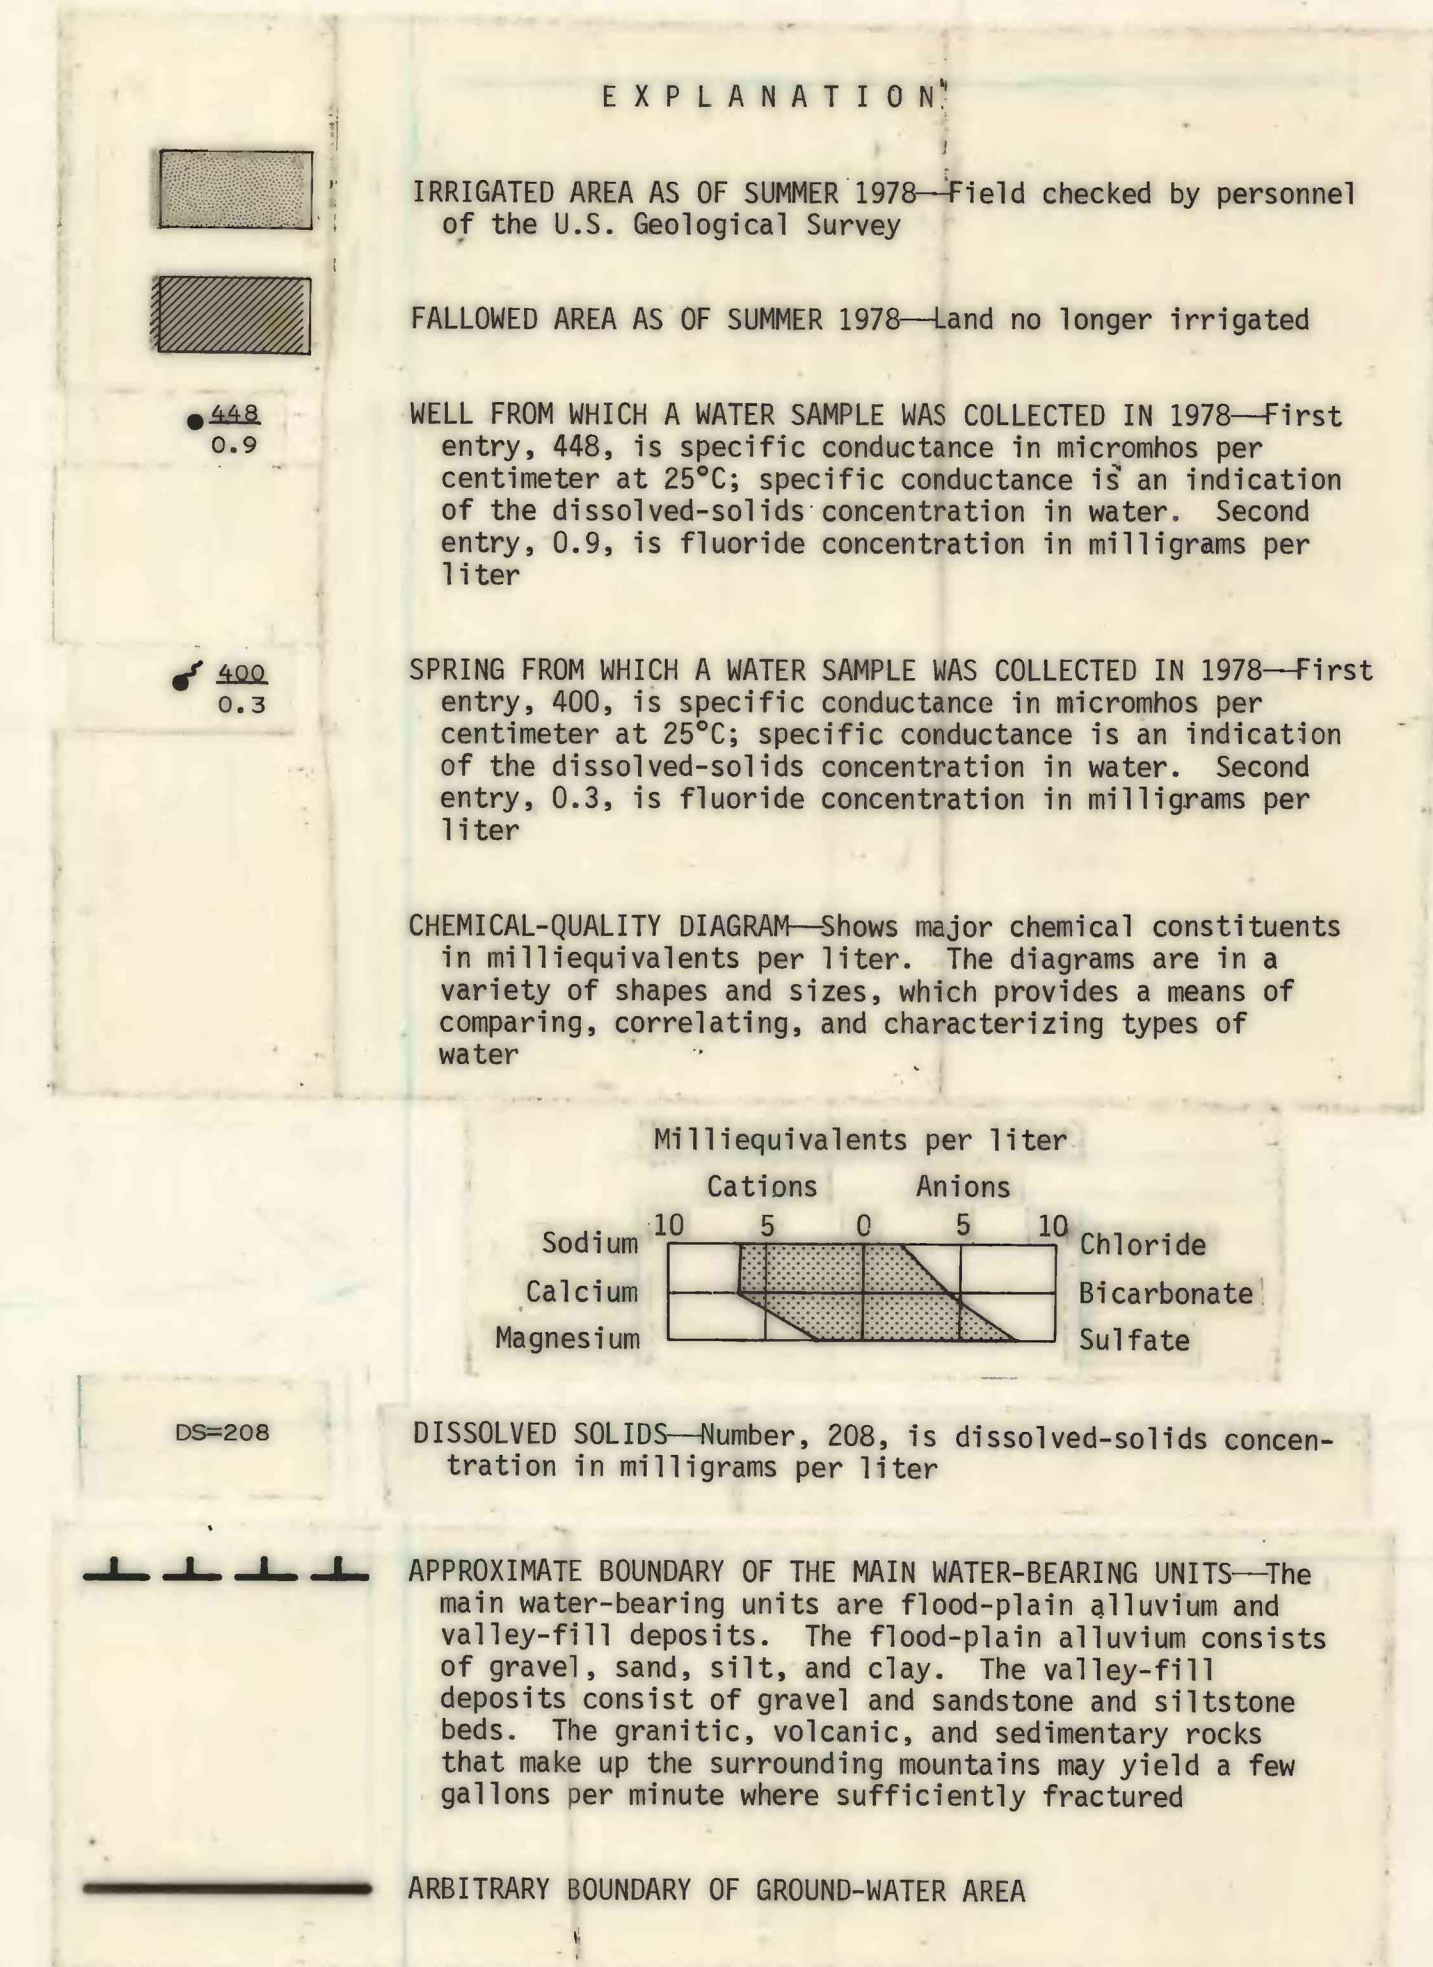 EXPLANATION
IRRIGATED AREA AS OF SUMMER 1978—Field checked by personnel
of the U.S. Geological Survey
FALLOWED AREA AS OF SUMMER 1978—Land no longer irrigated
448
0.9
WELL FROM WHICH A WATER SAMPLE WAS COLLECTED IN 1978—First
entry, 448, is specific conductance in micromhos per
centimeter at 25°C; specific conductance is an indication
of the dissolved-solids concentration in water. Second
entry, 0.9, is fluoride concentration in milligrams per
liter
400
0.3
SPRING FROM WHICH A WATER SAMPLE WAS COLLECTED IN 1978—First
entry, 400, is specific conductance in micromhos per
centimeter at 25°C; specific conductance is an indication
of the dissolved-solids concentration in water. Second
entry, 0.3, is fluoride concentration in milligrams per
liter
CHEMICAL-QUALITY DIAGRAM—Shows major chemical constituents
in milliequivalents per liter. The diagrams are in a
variety of shapes and sizes, which provides a means of
comparing, correlating, and characterizing types of
water
Milliequivalents per liter
Cations Anions
10 5 0 5 10
Sodium Chloride
Calcium Bicarbonate
Magnesium Sulfate
DS=208
DISSOLVED SOLIDS—Number, 208, is dissolved-solids concen-
tration in milligrams per liter
APPROXIMATE BOUNDARY OF THE MAIN WATER-BEARING UNITS—The
main water-bearing units are flood-plain alluvium and
valley-fill deposits. The flood-plain alluvium consists
of gravel, sand, silt, and clay. The valley-fill
deposits consist of gravel and sandstone and siltstone
beds. The granitic, volcanic, and sedimentary rocks
that make up the surrounding mountains may yield a few
gallons per minute where sufficiently fractured
ARBITRARY BOUNDARY OF GROUND-WATER AREA